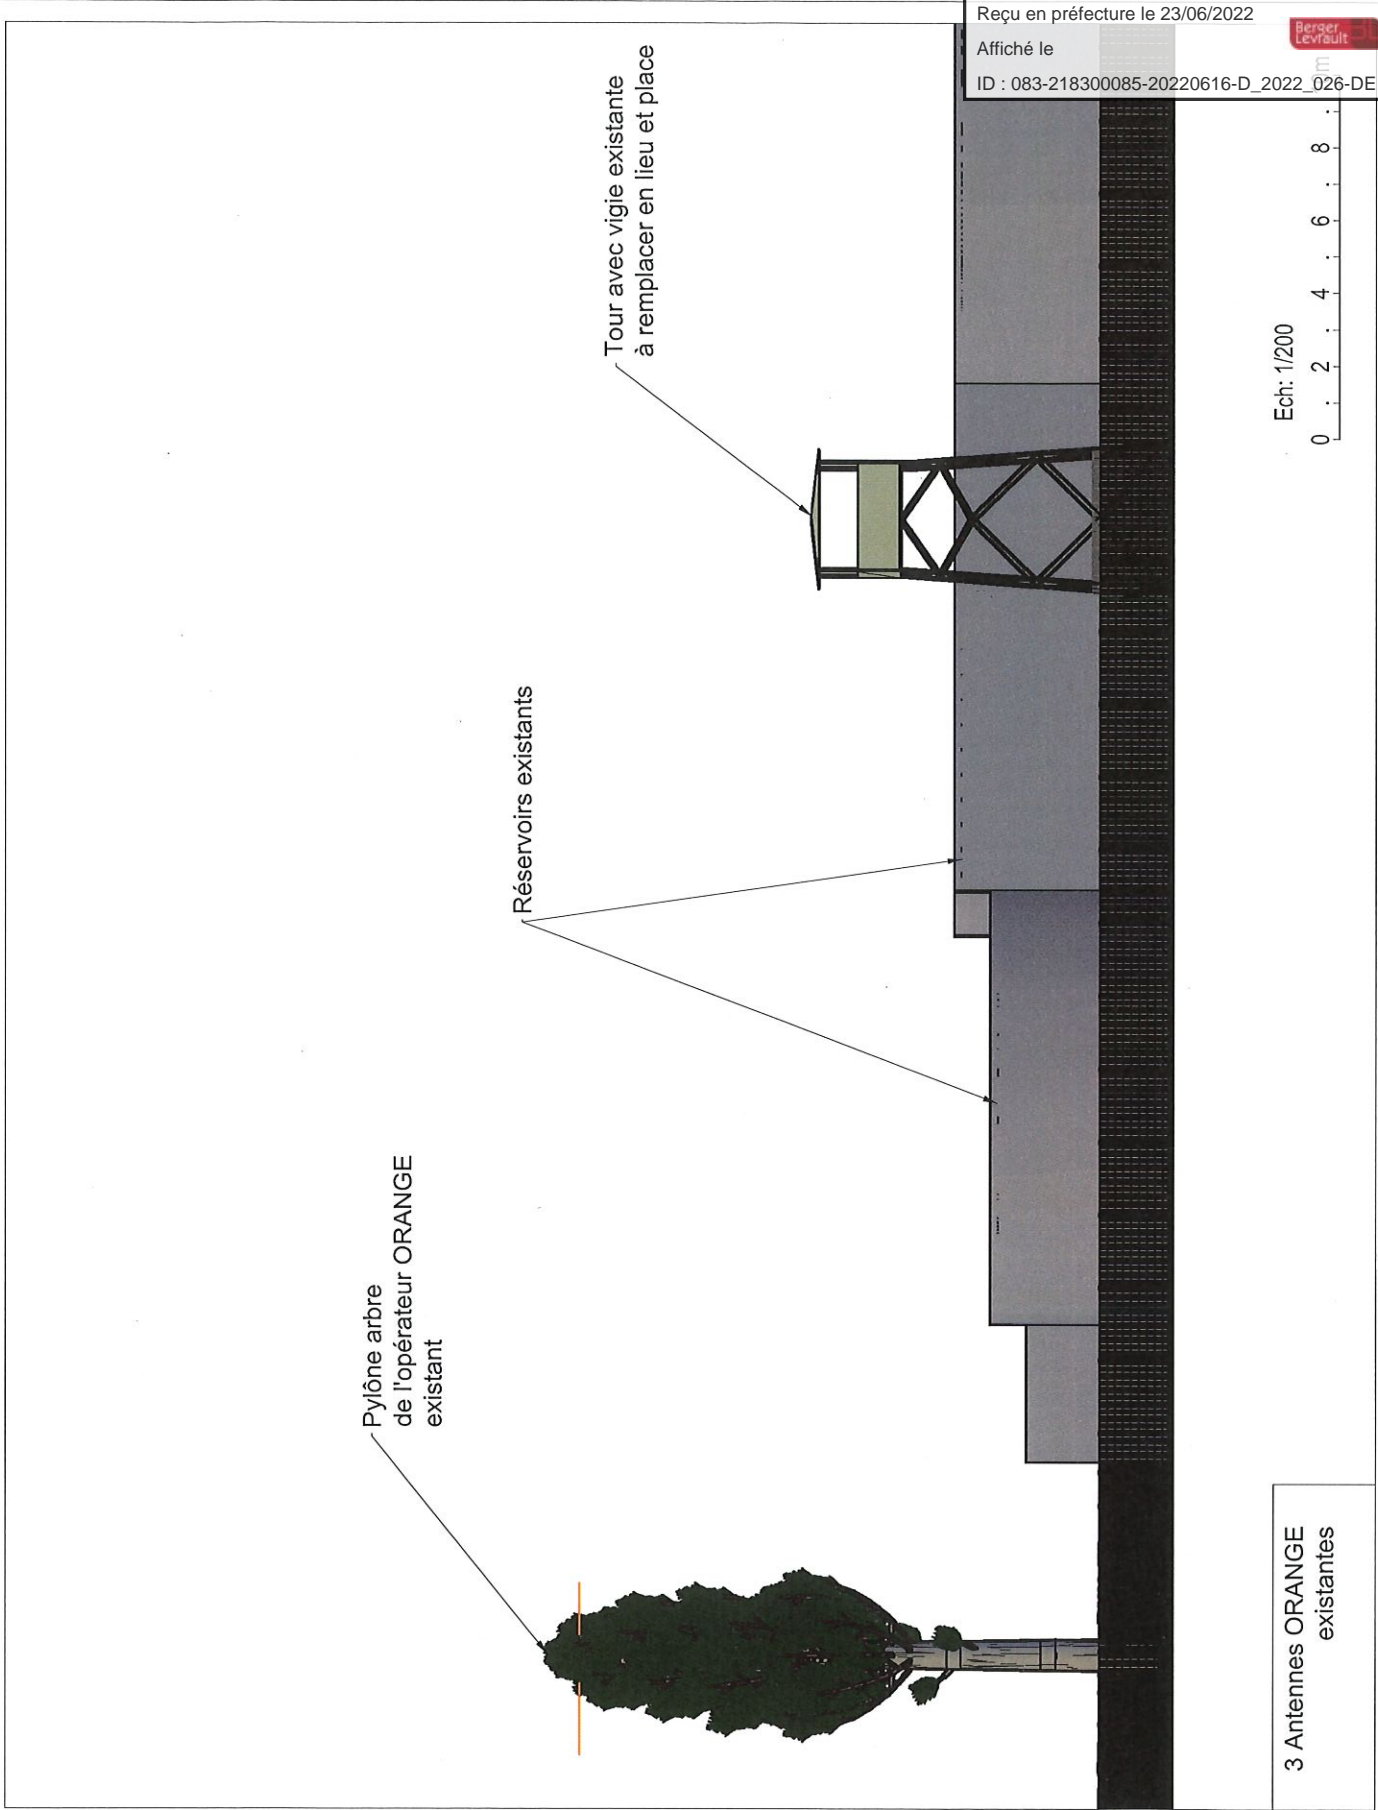 Reçu en préfecture le 23/06/2022
Affiché le
ID : 083-218300085-20220616-D_2022_026-DE
Berger
Levrault
Tour avec vigie existante
à remplacer en lieu et place
Réservoirs existants
Pylône arbre
de l'opérateur ORANGE
existant
Ech: 1/200
0 2 4 6 8
3 Antennes ORANGE
existantes